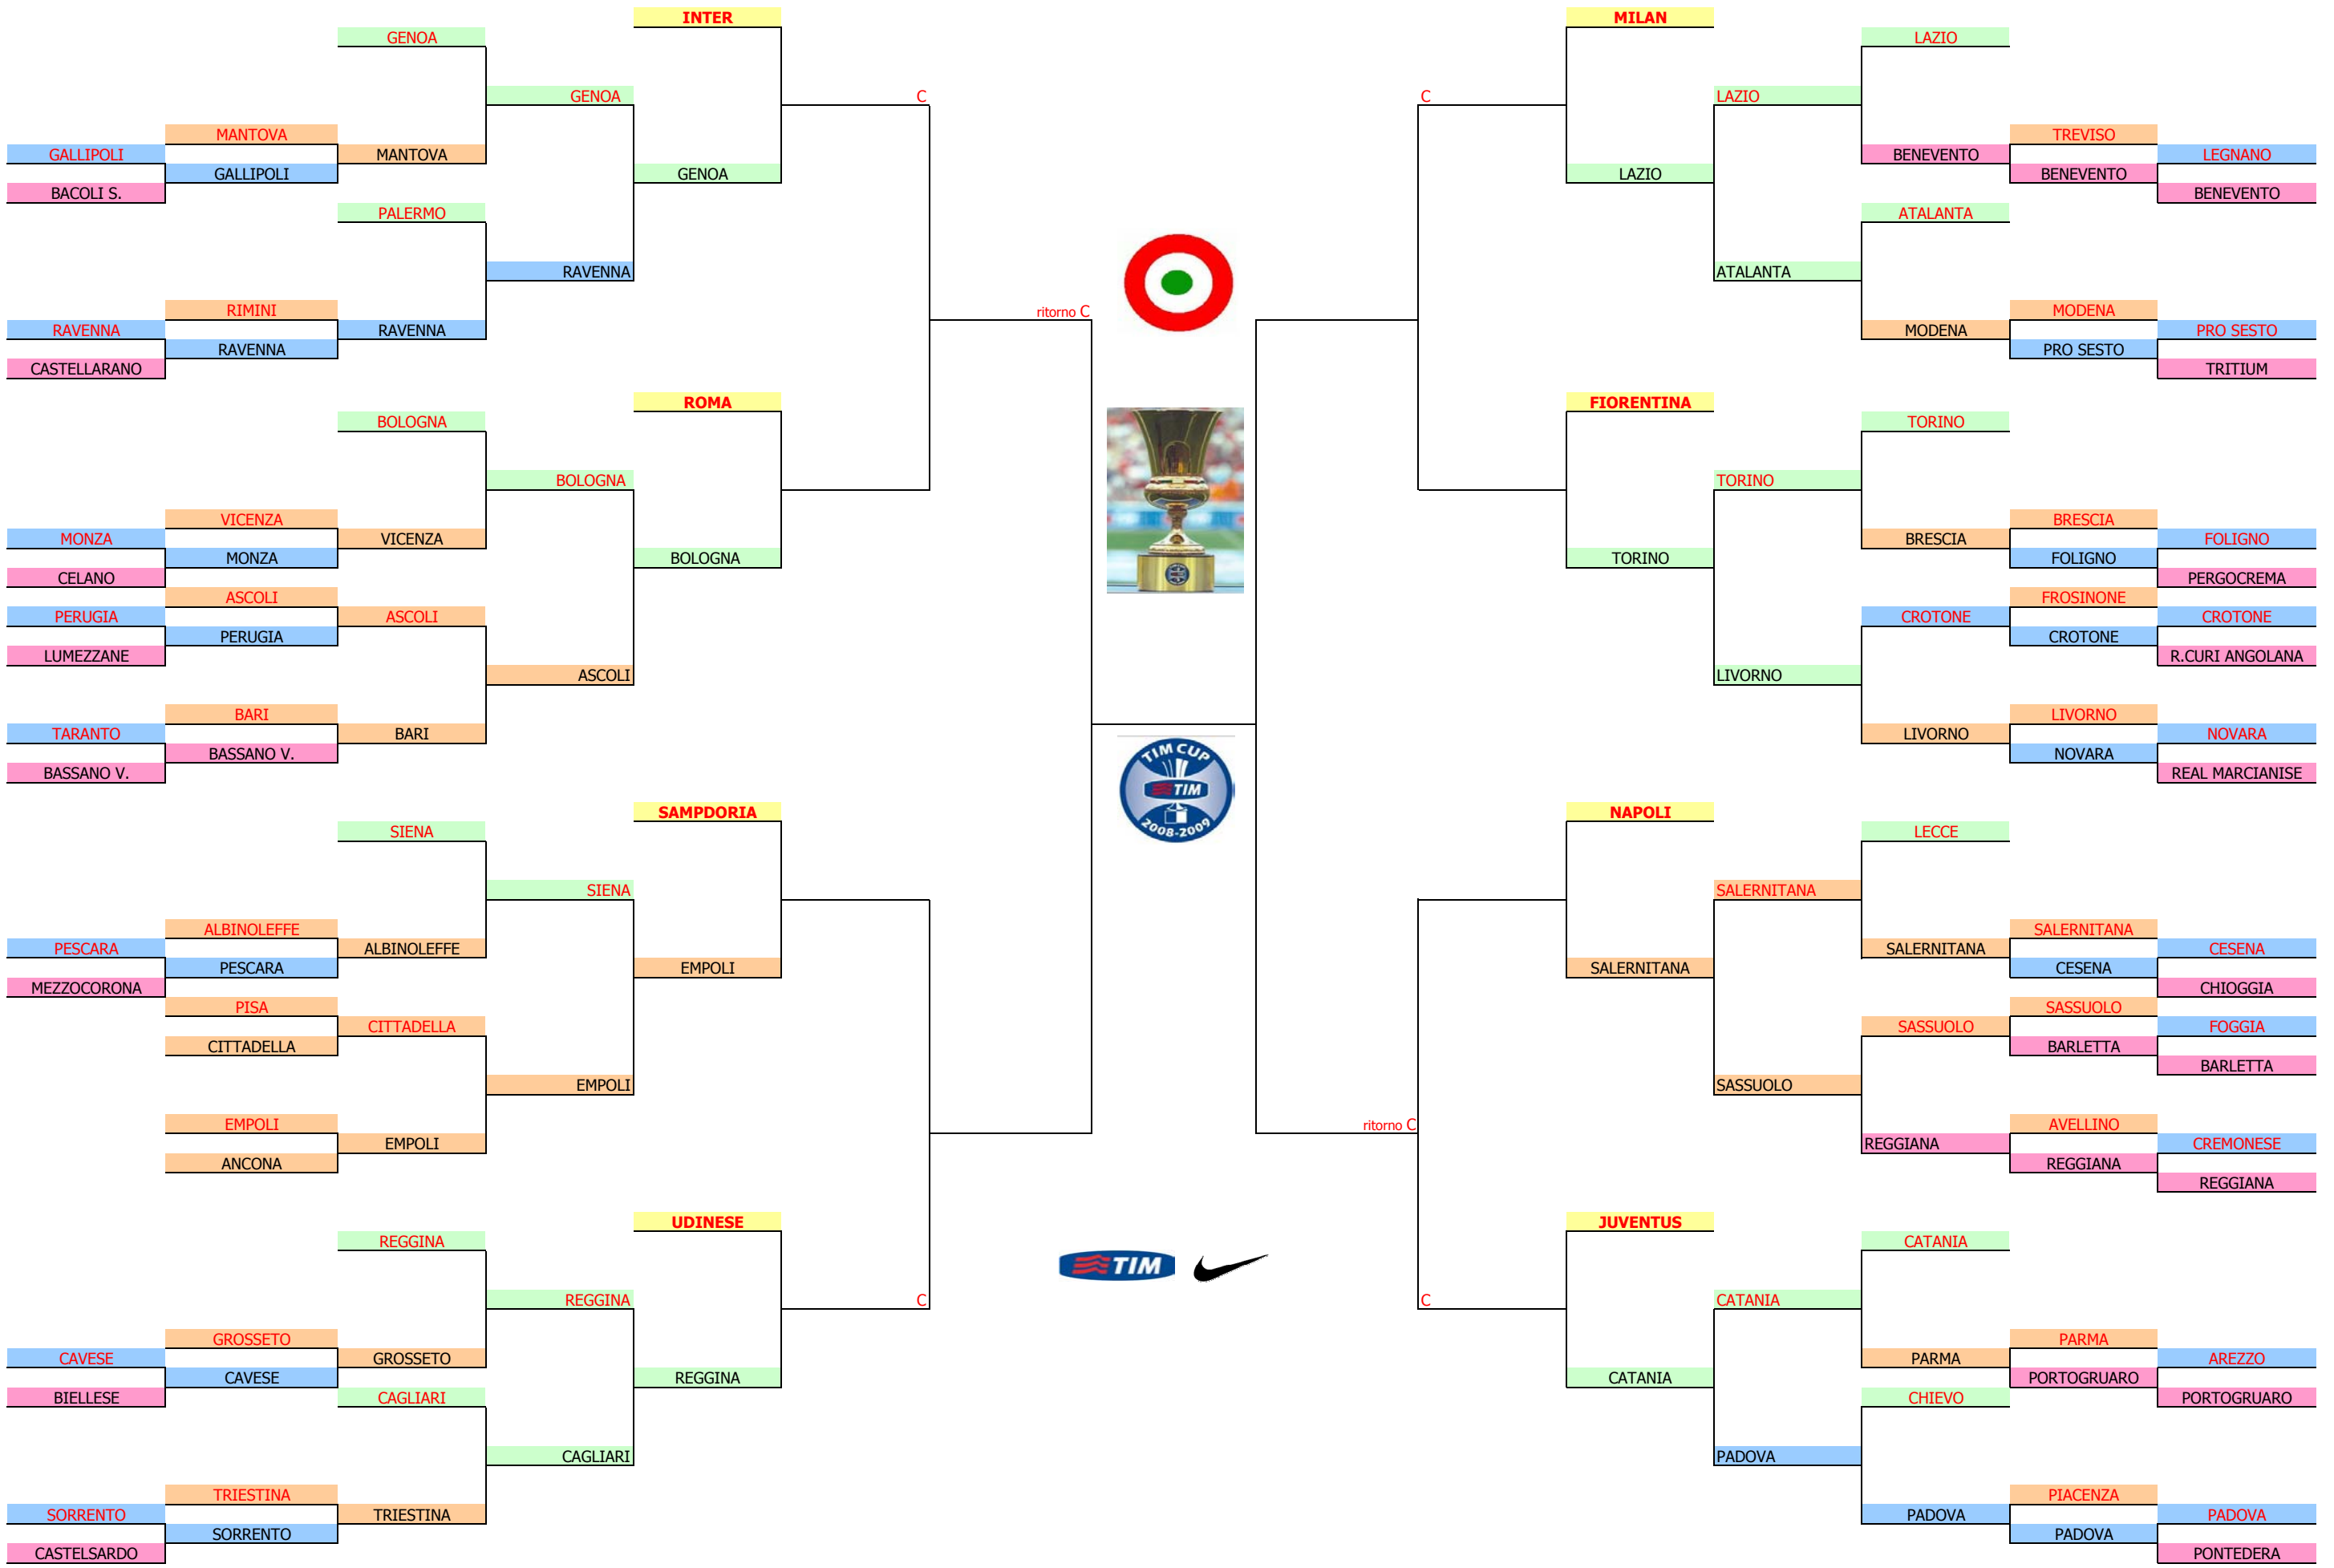 INTER
GENOA
GENOA
C
MANTOVA
GALLIPOLI
MANTOVA
GALLIPOLI
GENOA
BACOLI S.
PALERMO
RAVENNA
RIMINI
ritorno C
RAVENNA
RAVENNA
RAVENNA
CASTELLARANO
ROMA
BOLOGNA
BOLOGNA
VICENZA
MONZA
VICENZA
MONZA
BOLOGNA
CELANO
ASCOLI
PERUGIA
ASCOLI
PERUGIA
LUMEZZANE
ASCOLI
BARI
TARANTO
BARI
BASSANO V.
BASSANO V.
SAMPDORIA
SIENA
SIENA
ALBINOLEFFE
PESCARA
ALBINOLEFFE
PESCARA
EMPOLI
MEZZOCORONA
PISA
CITTADELLA
CITTADELLA
EMPOLI
EMPOLI
EMPOLI
ANCONA
UDINESE
REGGINA
REGGINA
C
GROSSETO
CAVESE
GROSSETO
CAVESE
REGGINA
BIELLESE
CAGLIARI
CAGLIARI
TRIESTINA
SORRENTO
TRIESTINA
SORRENTO
CASTELSARDO
TIM CUP
TIM
2008-2009
TIM
MILAN
LAZIO
C
LAZIO
TREVISO
BENEVENTO
LEGNANO
LAZIO
BENEVENTO
BENEVENTO
ATALANTA
ATALANTA
MODENA
MODENA
PRO SESTO
PRO SESTO
TRITIUM
FIORENTINA
TORINO
TORINO
BRESCIA
BRESCIA
FOLIGNO
TORINO
FOLIGNO
PERGOCREMA
FROSINONE
CROTONE
CROTONE
CROTONE
R.CURI ANGOLANA
LIVORNO
LIVORNO
LIVORNO
NOVARA
NOVARA
REAL MARCIANISE
NAPOLI
LECCE
SALERNITANA
SALERNITANA
SALERNITANA
CESENA
SALERNITANA
CESENA
CHIOGGIA
SASSUOLO
SASSUOLO
FOGGIA
BARLETTA
BARLETTA
SASSUOLO
ritorno C
AVELLINO
REGGIANA
CREMONESE
REGGIANA
REGGIANA
JUVENTUS
CATANIA
C
CATANIA
PARMA
PARMA
AREZZO
CATANIA
PORTOGRUARO
PORTOGRUARO
CHIEVO
PADOVA
PIACENZA
PADOVA
PADOVA
PADOVA
PONTEDERA